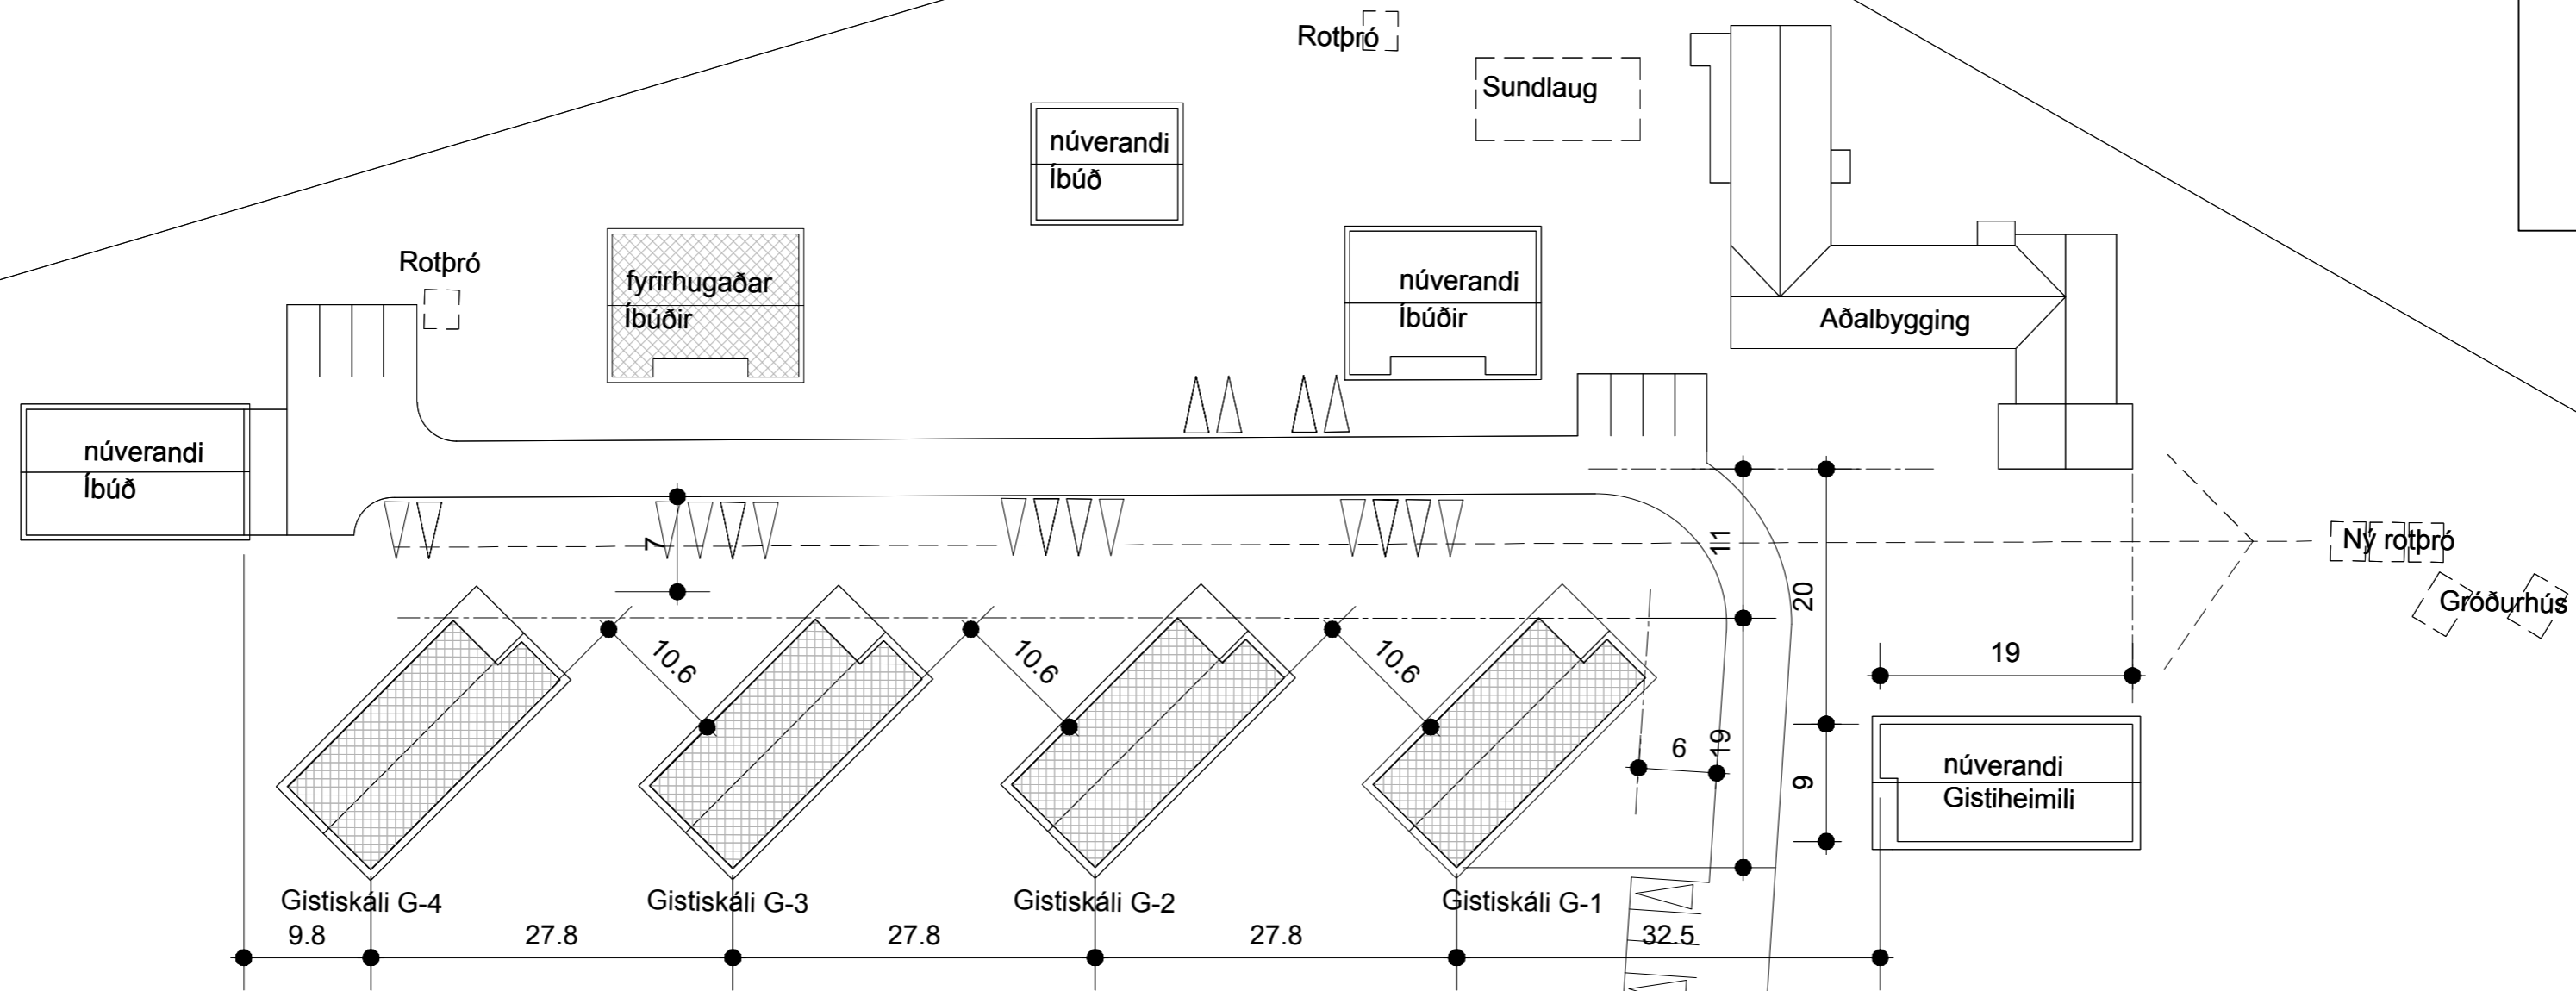 Rotþró
Sundlaug
núverandi
Íbúð
Rotþró
fyrirhugaðar
Íbúðir
núverandi
Íbúðir
Aðalbygging
núverandi
Íbúð
7
11
20
Ný rotþró
Gróðurhús
10.6
10.6
10.6
19
6
19
9
núverandi
Gistiheimili
Gistiskáli G-4
Gistiskáli G-3
Gistiskáli G-2
Gistiskáli G-1
9.8
27.8
27.8
27.8
32.5